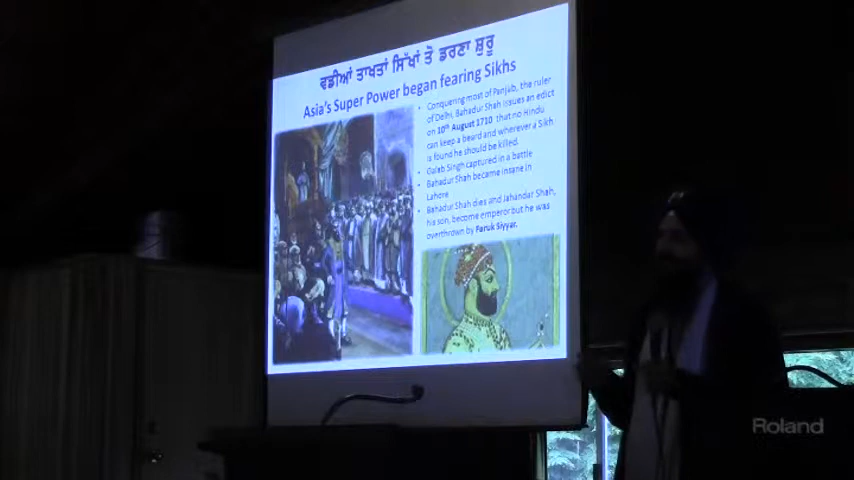 ਵਡੀਆਂ ਤਾਖਤਾਂ ਸਿੱਖਾਂ ਤੋ ਡਰਣਾ ਸ਼ੁਰੂ
Asia's Super Power began fearing Sikhs
• Conquering most of Panjab, the ruler
of Delhi, Bahadur Shah issues an edict
on 10th August 1710 that no Hindu
can keep a beard and wherever a Sikh
is found he should be killed.
• Gulab Singh captured in a battle
• Bahadur Shah became insane in
Lahore
• Bahadur Shah dies and Jahandar Shah,
his son, become emperor but he was
overthrown by Faruk Siyyar.
Roland